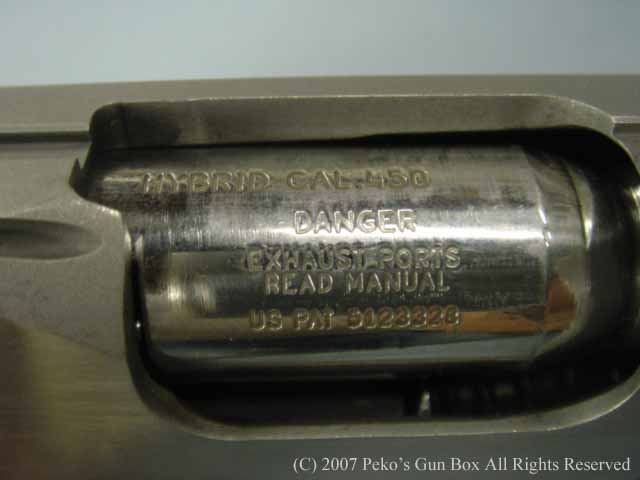 HYBRID CAL .450
DANGER
EXHAUST PORTS
READ MANUAL
US PAT 5123328
(C) 2007 Peko's Gun Box All Rights Reserved